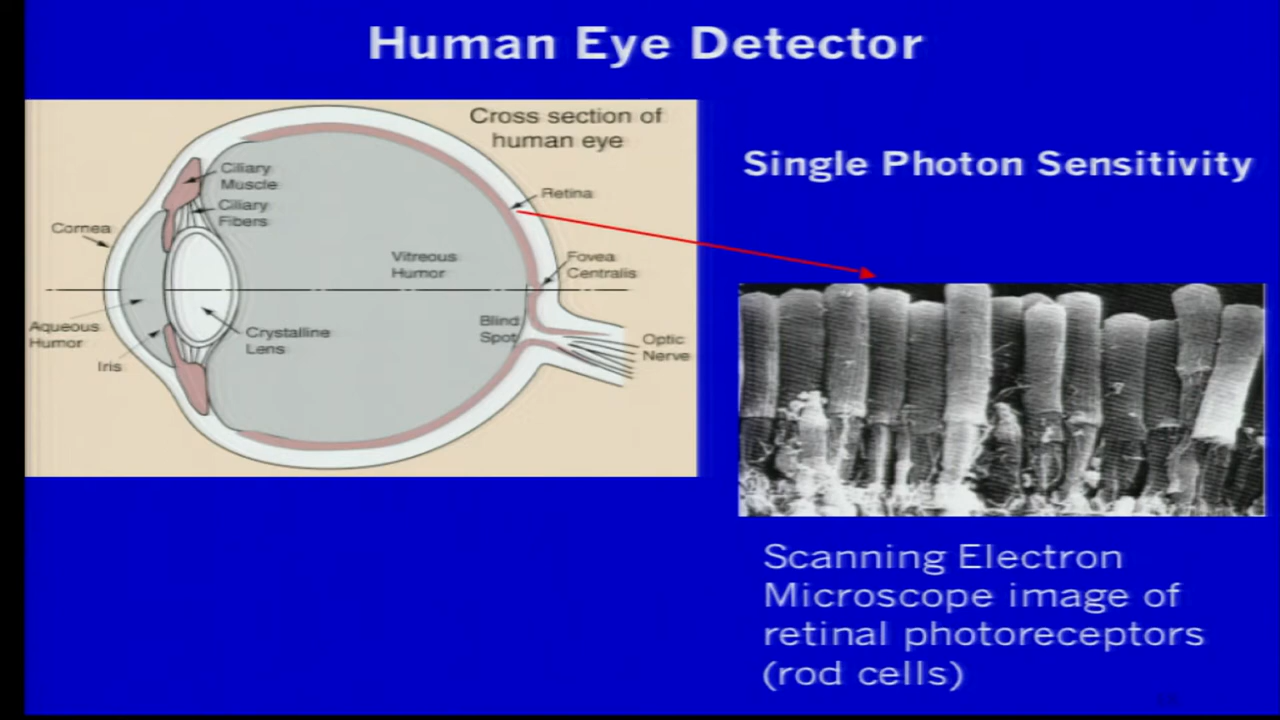 Human Eye Detector
Cross section of
human eye
Ciliary
Muscle
Ciliary
Fibers
Cornea
Retina
Vitreous
Humor
Fovea
Centralis
Aqueous
Humor
Iris
Crystalline
Lens
Blind
Spot
Optic
Nerve
Single Photon Sensitivity
Scanning Electron
Microscope image of
retinal photoreceptors
(rod cells)